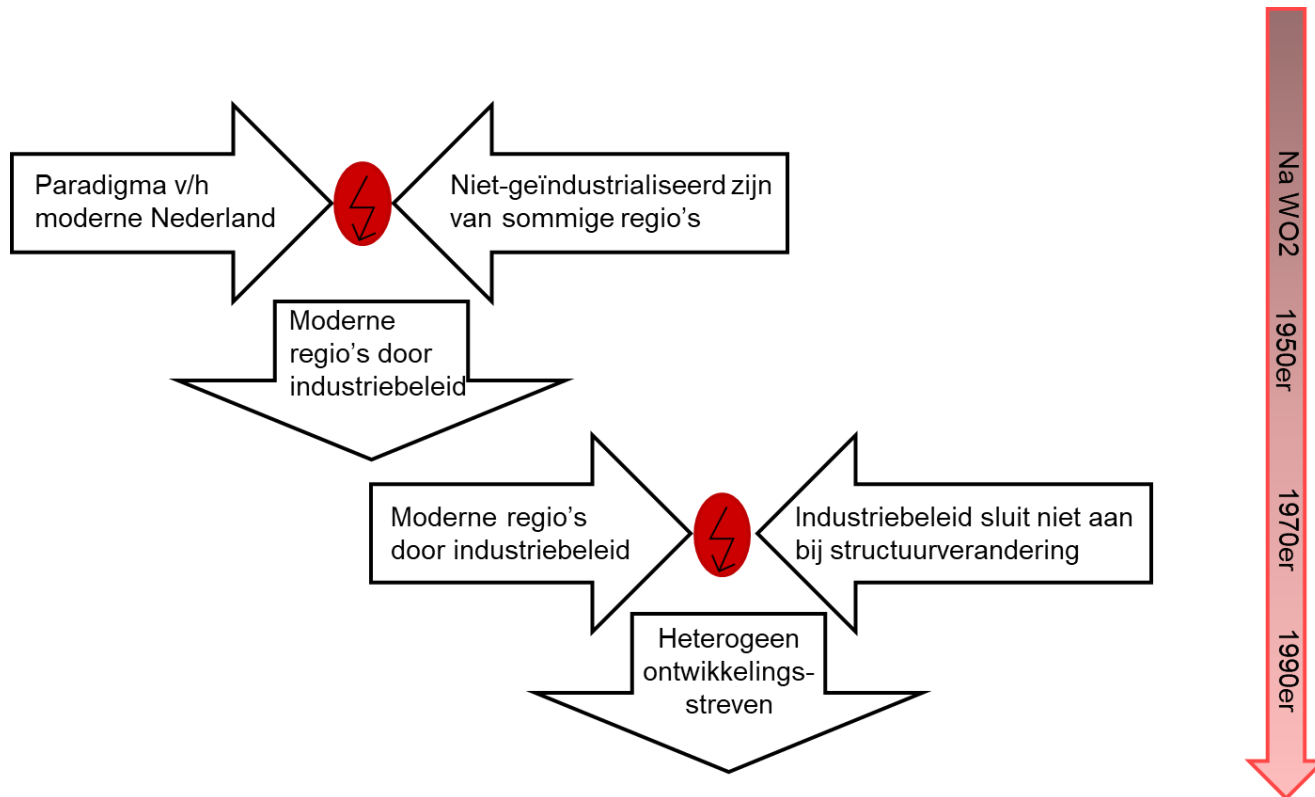 Paradigma v/h
moderne Nederland
Niet-geïndustrialiseerd zijn
van sommige regio's
Moderne
regio's door
industriebeleid
Moderne regio's
door industriebeleid
Industriebeleid sluit niet aan
bij structuurverandering
Heterogeen
ontwikkelings-
streven
Na WO2
1950er
1970er
1990er